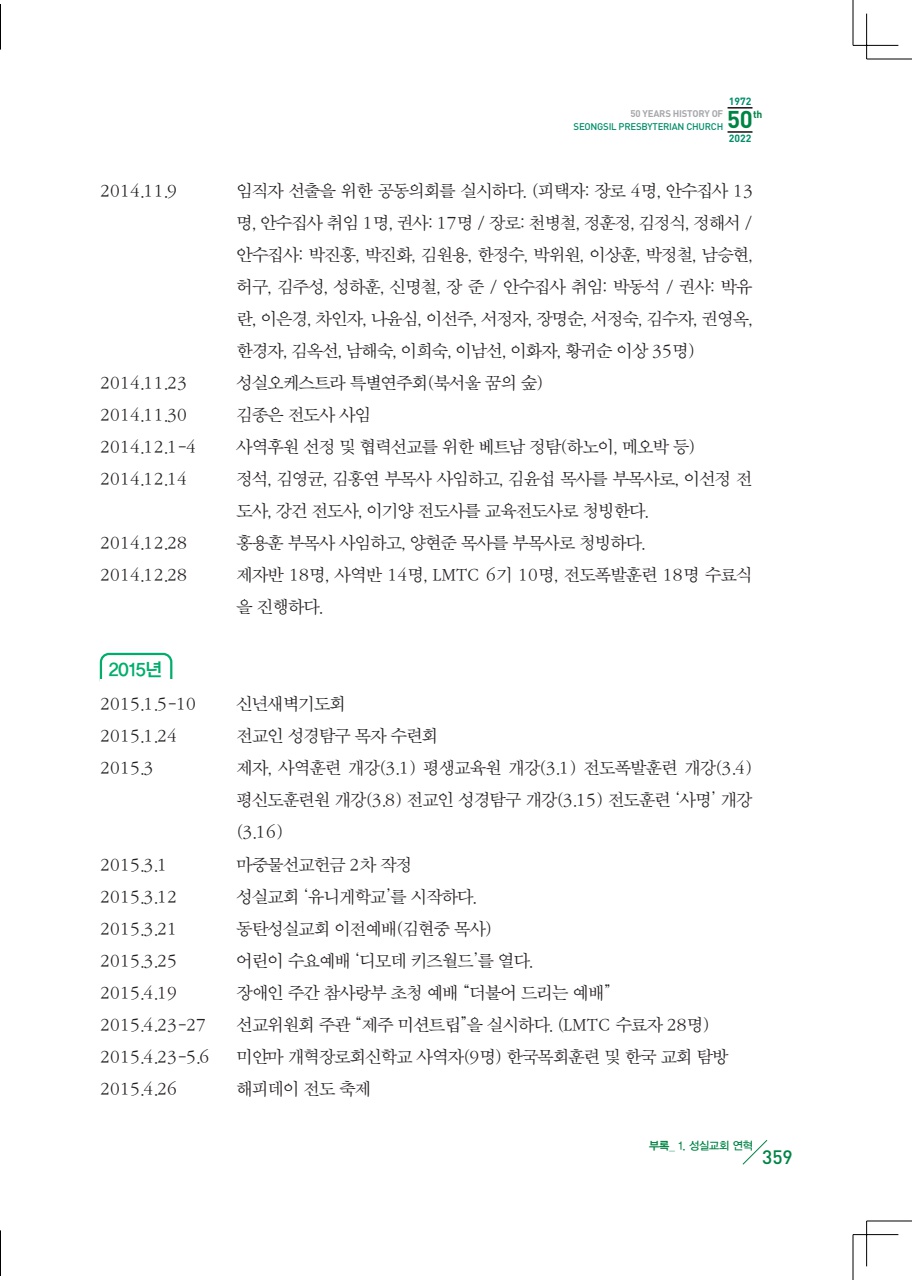 1972
50 YEARS HISTORY OF
SEONGSIL PRESBYTERIAN CHURCH
50th
2022
2014.11.9 임직자 선출을 위한 공동의회를 실시하다. (피택자: 장로 4명, 안수집사 13
명, 안수집사 취임 1명, 권사: 17명 / 장로: 천병철, 정훈정, 김정식, 정해서 /
안수집사: 박진홍, 박진화, 김원용, 한정수, 박위원, 이상훈, 박정철, 남승현,
허구, 김주성, 성하훈, 신명철, 장 준 / 안수집사 취임: 박동석 / 권사: 박유
란, 이은경, 차인자, 나윤심, 이선주, 서정자, 장명순, 서정숙, 김수자, 권영옥,
한경자, 김옥선, 남해숙, 이희숙, 이남선, 이화자, 황귀순 이상 35명)
2014.11.23 성실오케스트라 특별연주회(북서울 꿈의 숲)
2014.11.30 김종은 전도사 사임
2014.12.1-4 사역후원 선정 및 협력선교를 위한 베트남 정탐(하노이, 메오박 등)
2014.12.14 정석, 김영균, 김홍연 부목사 사임하고, 김윤섭 목사를 부목사로, 이선정 전
도사, 강건 전도사, 이기양 전도사를 교육전도사로 청빙한다.
2014.12.28 홍용훈 부목사 사임하고, 양현준 목사를 부목사로 청빙하다.
2014.12.28 제자반 18명, 사역반 14명, LMTC 6기 10명, 전도폭발훈련 18명 수료식
을 진행하다.
2015년
2015.1.5-10 신년새벽기도회
2015.1.24 전교인 성경탐구 목자 수련회
2015.3 제자, 사역훈련 개강(3.1) 평생교육원 개강(3.1) 전도폭발훈련 개강(3.4)
평신도훈련원 개강(3.8) 전교인 성경탐구 개강(3.15) 전도훈련 ‘사명’ 개강
(3.16)
2015.3.1 마중물선교헌금 2차 작정
2015.3.12 성실교회 ‘유니게학교’를 시작하다.
2015.3.21 동탄성실교회 이전예배(김현중 목사)
2015.3.25 어린이 수요예배 ‘디모데 키즈월드’를 열다.
2015.4.19 장애인 주간 참사랑부 초청 예배 “더불어 드리는 예배”
2015.4.23-27 선교위원회 주관 “제주 미션트립”을 실시하다. (LMTC 수료자 28명)
2015.4.23-5.6 미얀마 개혁장로회신학교 사역자(9명) 한국목회훈련 및 한국 교회 탐방
2015.4.26 해피데이 전도 축제
부록_ 1. 성실교회 연혁
359